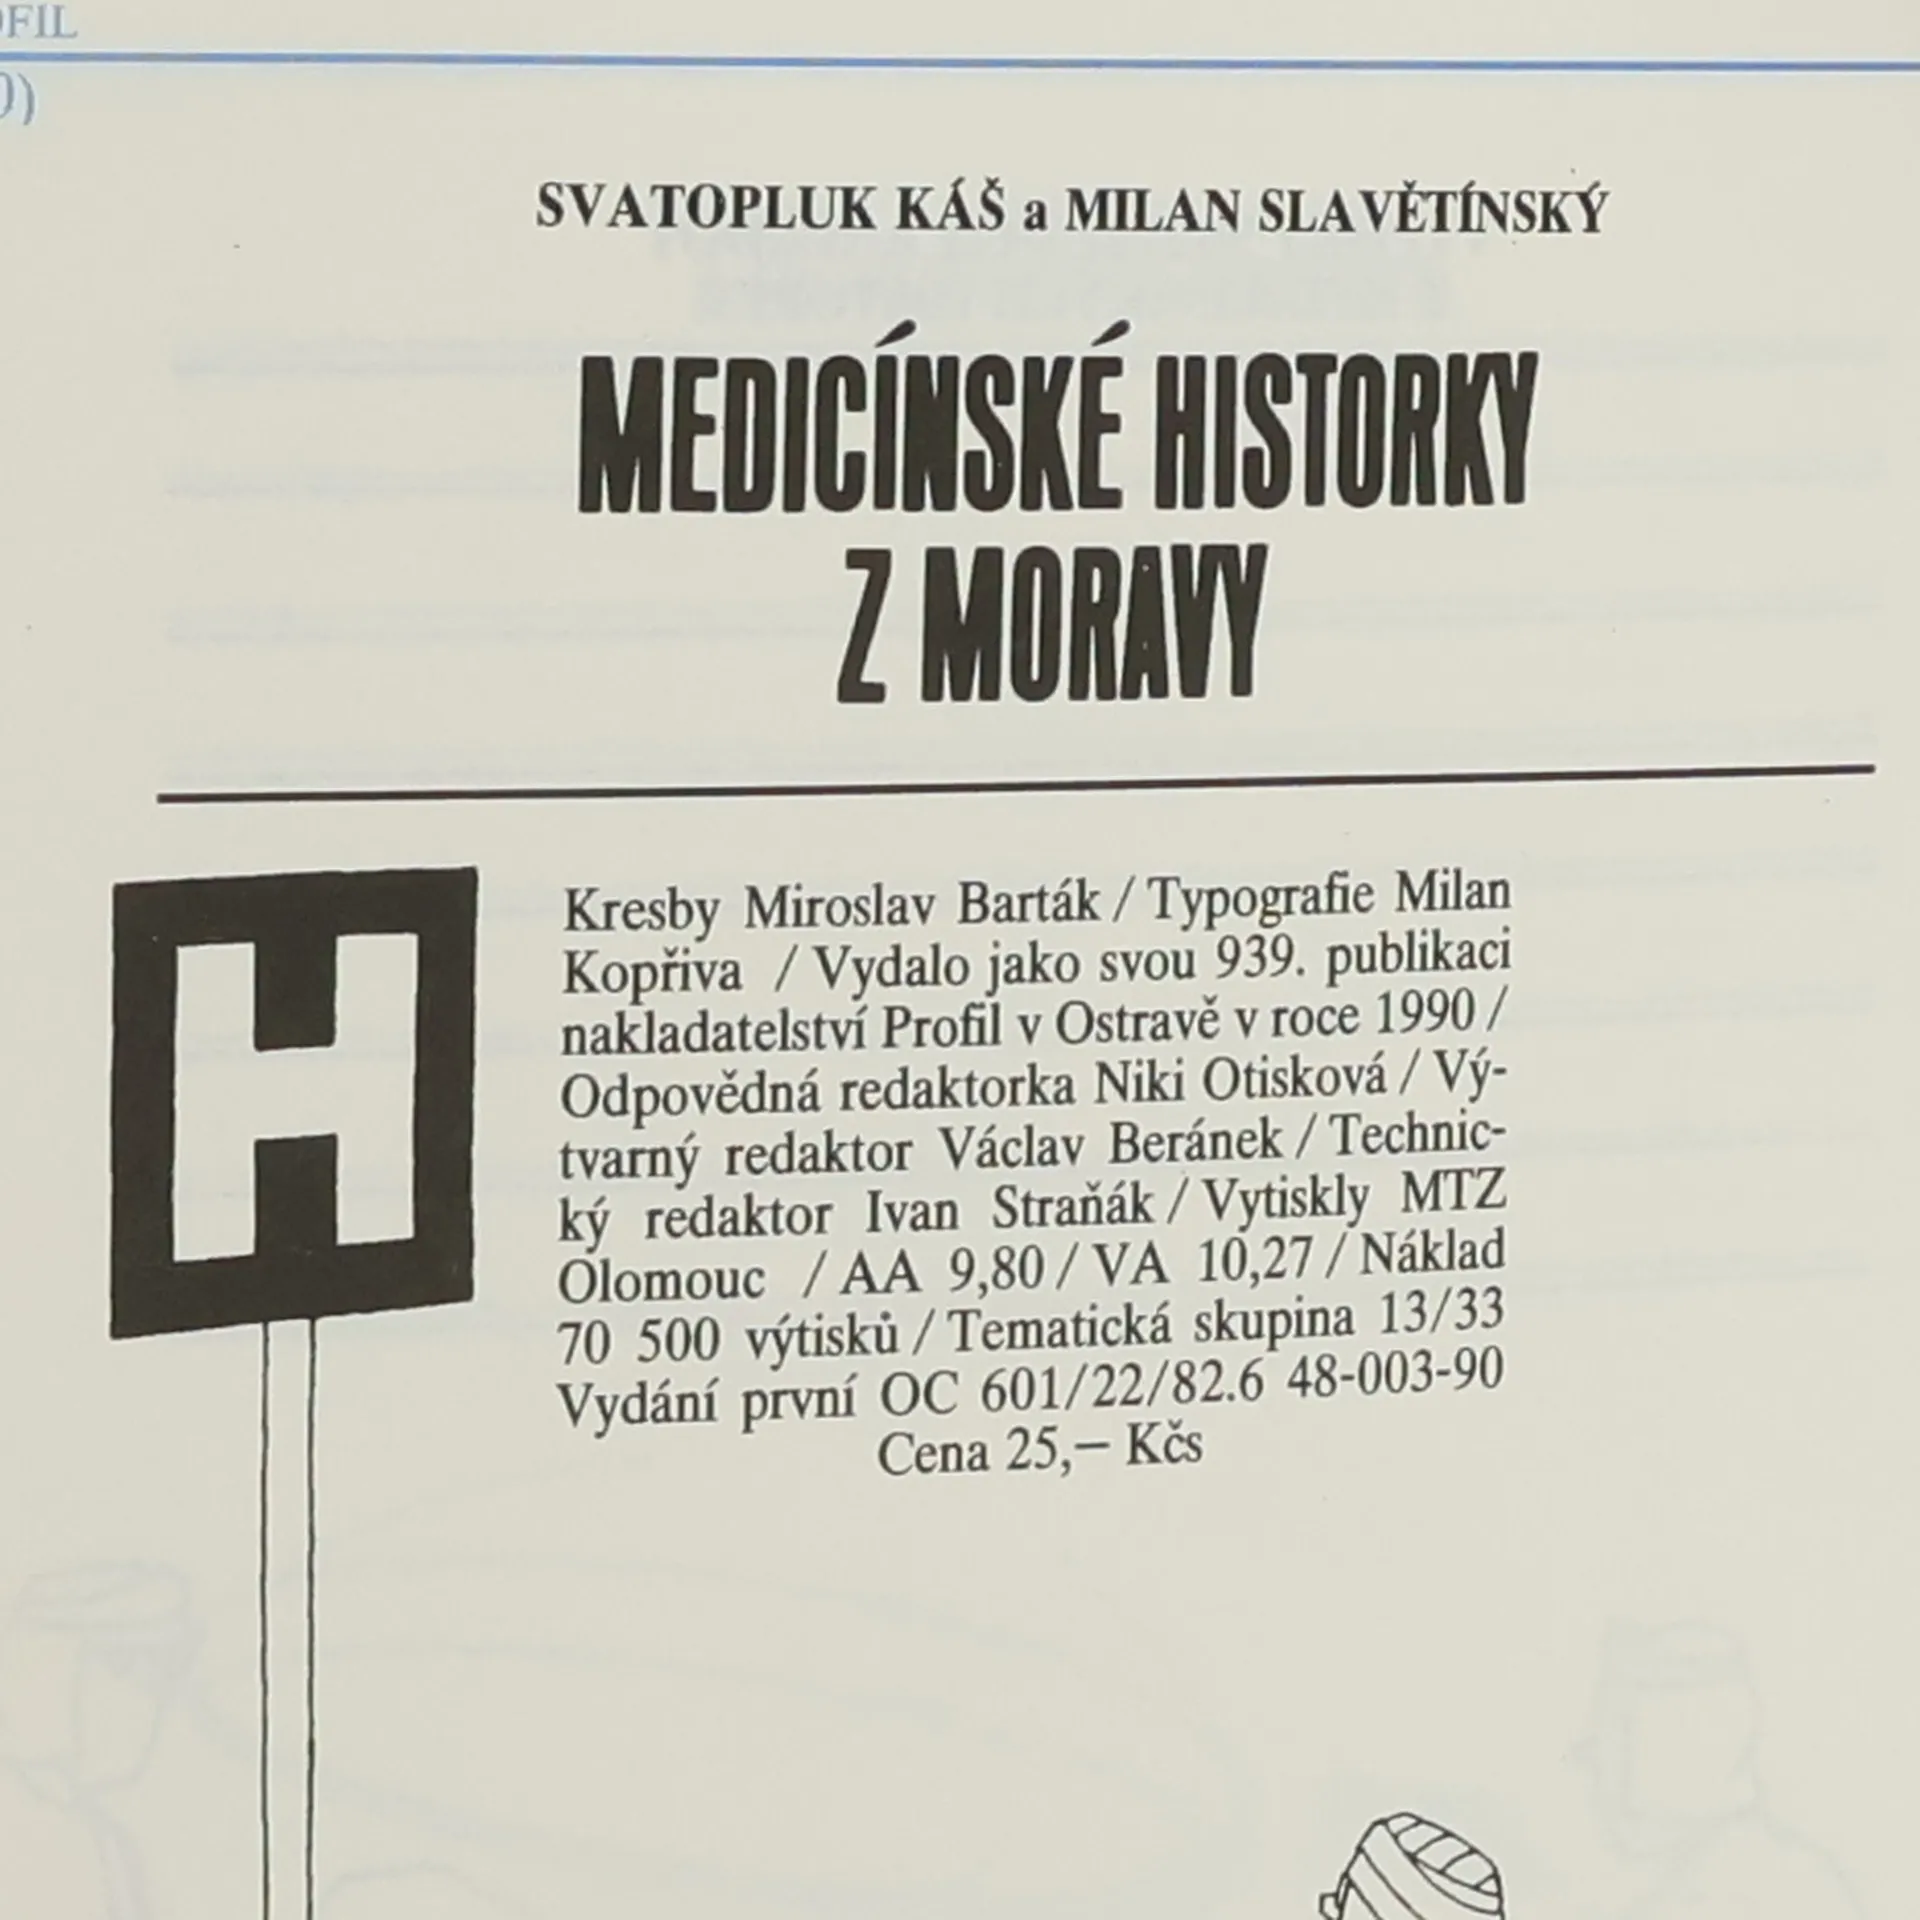 SVATOPLUK KÁŠ a MILAN SLAVĚTÍNSKÝ
MEDICÍNSKÉ HISTORKY
Z MORAVY
H
Kresby Miroslav Barták / Typografie Milan
Kopřiva / Vydalo jako svou 939. publikaci
nakladatelství Profil v Ostravě v roce 1990 /
Odpovědná redaktorka Niki Otisková / Vý-
tvarný redaktor Václav Beránek / Technic-
ký redaktor Ivan Straňák / Vytiskly MTZ
Olomouc / AA 9,80 / VA 10,27 / Náklad
70 500 výtisků / Tematická skupina 13/33
Vydání první OC 601/22/82.6 48-003-90
Cena 25,– Kčs